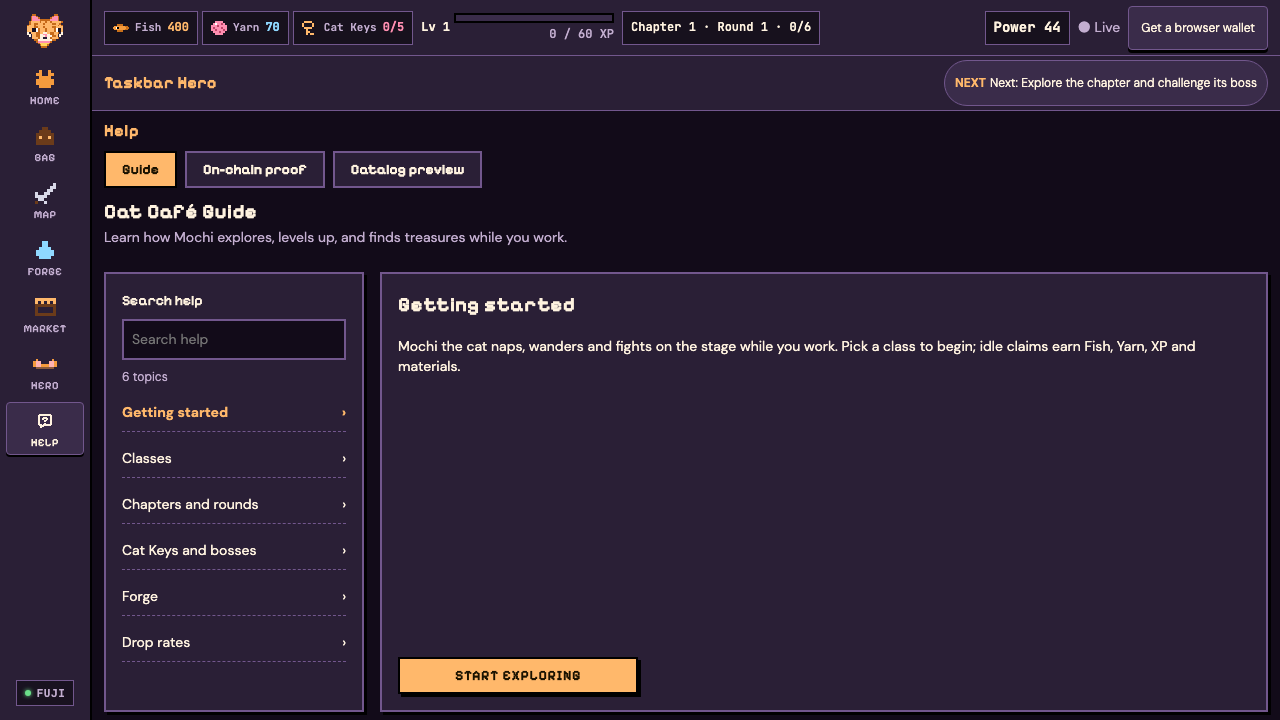 Fish 400
Yarn 70
Cat Keys 0/5
Lv 1
0 / 60 XP
Chapter 1 · Round 1 · 0/6
Power 44
Live
Get a browser wallet
HOME
BAG
MAP
FORGE
MARKET
HERO
HELP
FUJI
Taskbar Hero
NEXT Next: Explore the chapter and challenge its boss
Help
Guide
On-chain proof
Catalog preview
Cat Café Guide
Learn how Mochi explores, levels up, and finds treasures while you work.
Search help
Search help
6 topics
Getting started ›
Classes ›
Chapters and rounds ›
Cat Keys and bosses ›
Forge ›
Drop rates ›
Getting started
Mochi the cat naps, wanders and fights on the stage while you work. Pick a class to begin; idle claims earn Fish, Yarn, XP and
materials.
START EXPLORING